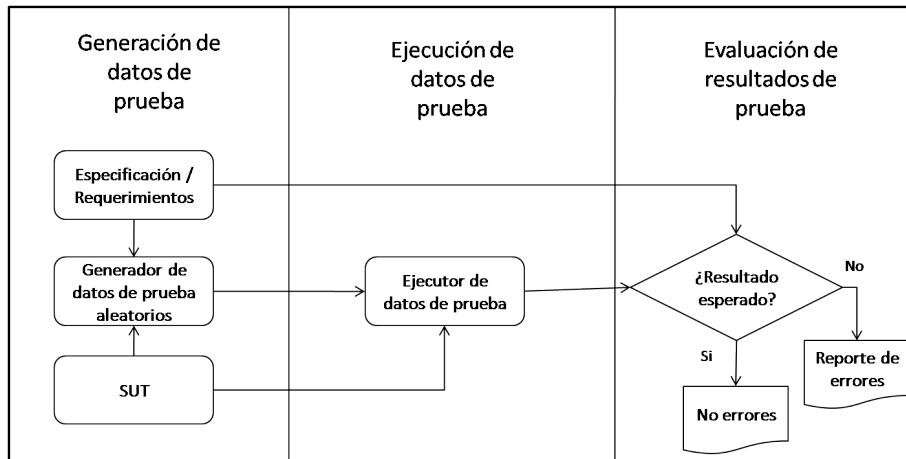 Generación de
datos de
prueba
Ejecución de
datos de
prueba
Evaluación de
resultados de
prueba
Especificación /
Requerimientos
Generador de
datos de prueba
aleatorios
SUT
Ejecutor de
datos de prueba
¿Resultado
esperado?
No
Si
Reporte de
errores
No errores